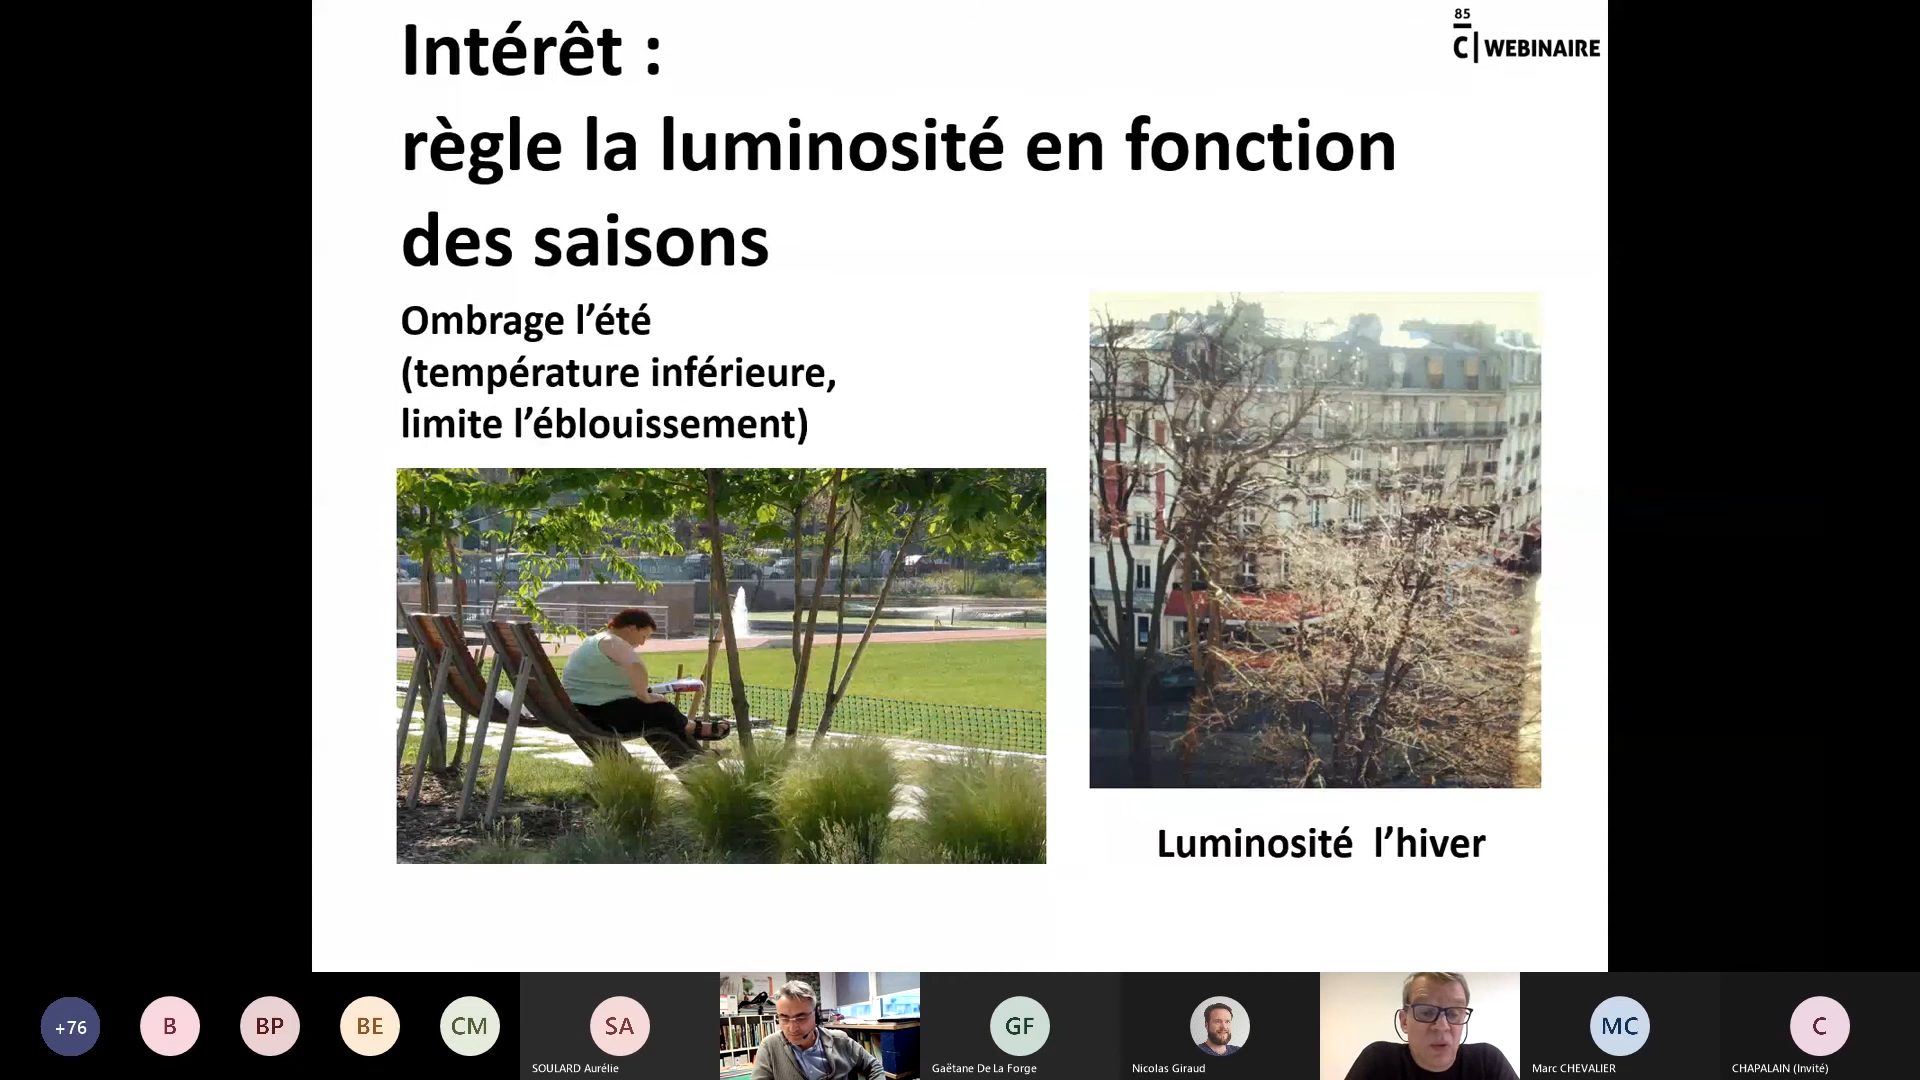 Intérêt :
règle la luminosité en fonction
des saisons
85
C|WEBINAIRE
Ombrage l’été
(température inférieure,
limite l’éblouissement)
Luminosité l’hiver
+76
B
BP
BE
CM
SA
SOULARD Aurélie
GF
Gaëtane De La Forge
Nicolas Giraud
MC
Marc CHEVALIER
C
CHAPALAIN (Invité)